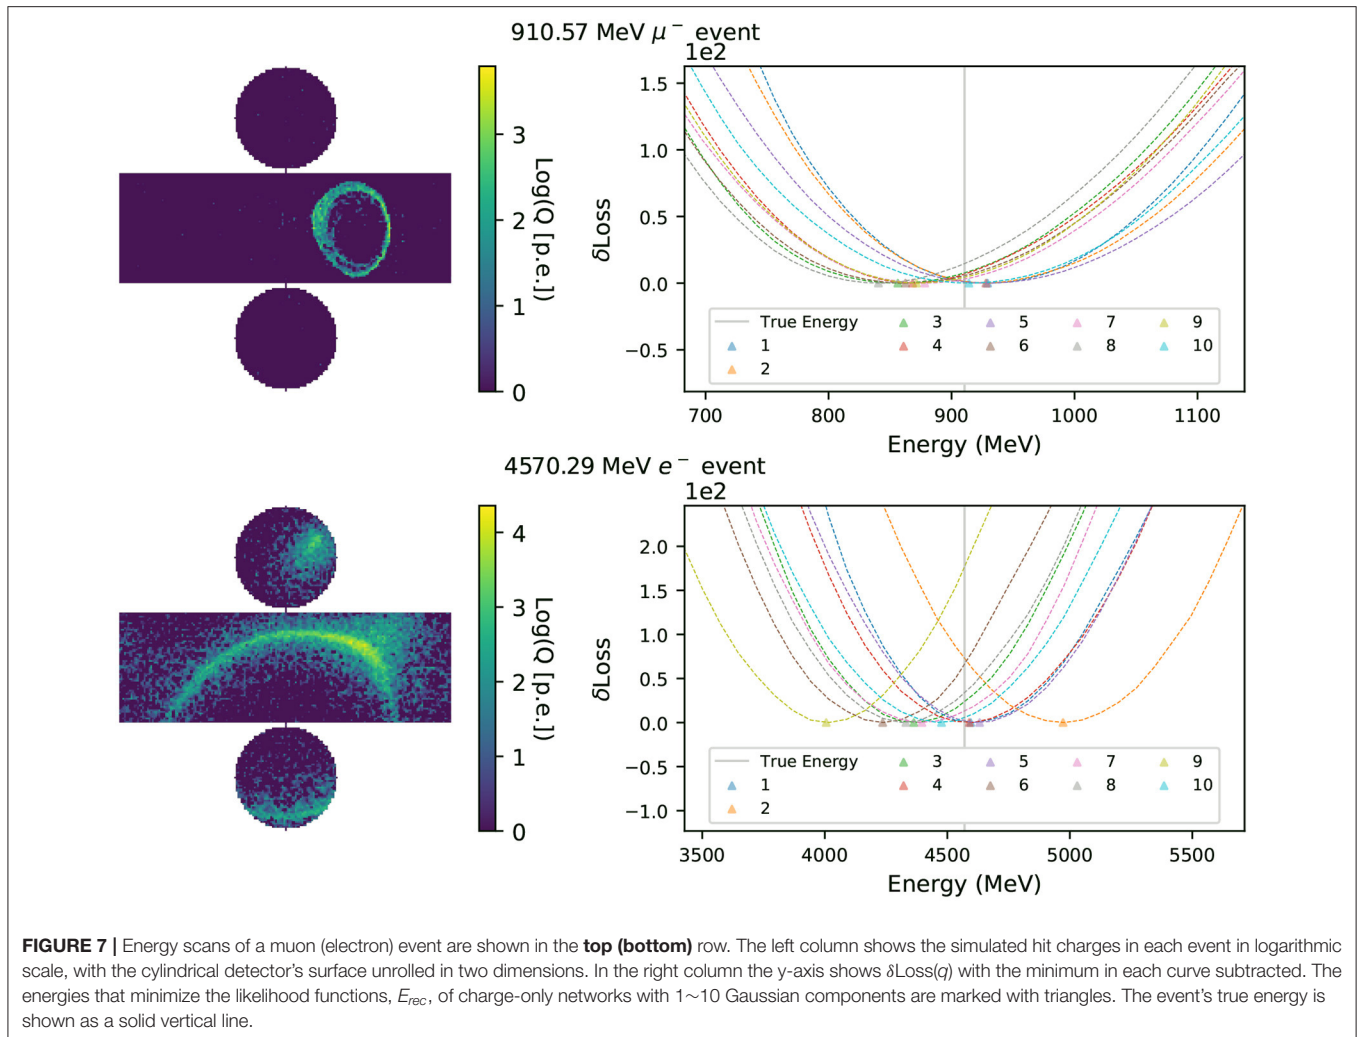 910.57 MeV μ⁻ event
1e2
3
2
1
0
Log(Q [p.e.])
1.5
1.0
0.5
0.0
−0.5
δLoss
True Energy
1
2
3
4
5
6
7
8
9
10
700 800 900 1000 1100
Energy (MeV)
4570.29 MeV e⁻ event
1e2
4
3
2
1
0
Log(Q [p.e.])
2.0
1.5
1.0
0.5
0.0
−0.5
−1.0
δLoss
True Energy
1
2
3
4
5
6
7
8
9
10
3500 4000 4500 5000 5500
Energy (MeV)
FIGURE 7 | Energy scans of a muon (electron) event are shown in the top (bottom) row. The left column shows the simulated hit charges in each event in logarithmic
scale, with the cylindrical detector's surface unrolled in two dimensions. In the right column the y-axis shows δLoss(q) with the minimum in each curve subtracted. The
energies that minimize the likelihood functions, Erec, of charge-only networks with 1∼10 Gaussian components are marked with triangles. The event's true energy is
shown as a solid vertical line.